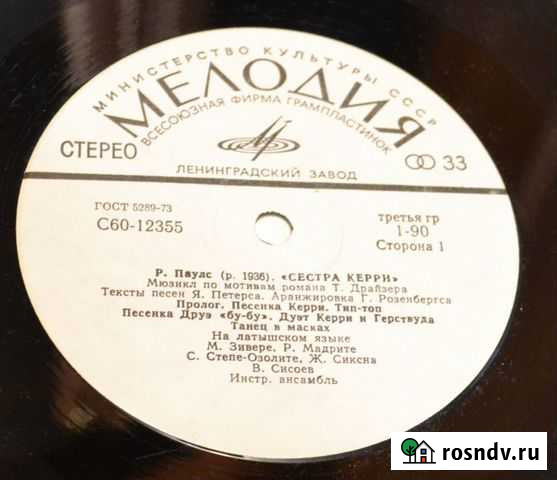 МИНИСТЕРСТВО КУЛЬТУРЫ СССР
МЕЛОДИЯ
ВСЕСОЮЗНАЯ ФИРМА ГРАМПЛАСТИНОК
СТЕРЕО
33
ЛЕНИНГРАДСКИЙ ЗАВОД
ГОСТ 5289-73
третья гр
С60-12355
1-90
Сторона 1
Р. Паулс (р. 1936). «СЕСТРА КЕРРИ»
Мюзикл по мотивам романа Т. Драйзера
Тексты песен Я. Петерса. Аранжировка Г. Розенбергса
Пролог. Песенка Керри. Тип-топ
Песенка Друэ «бу-бу». Дуэт Керри и Герствуда
Танец в масках
На латышском языке
М. Зивере, Р. Мадрите
С. Степе-Озолите, Ж. Сиксна
В. Сисоев
Инстр. ансамбль
rosndv.ru